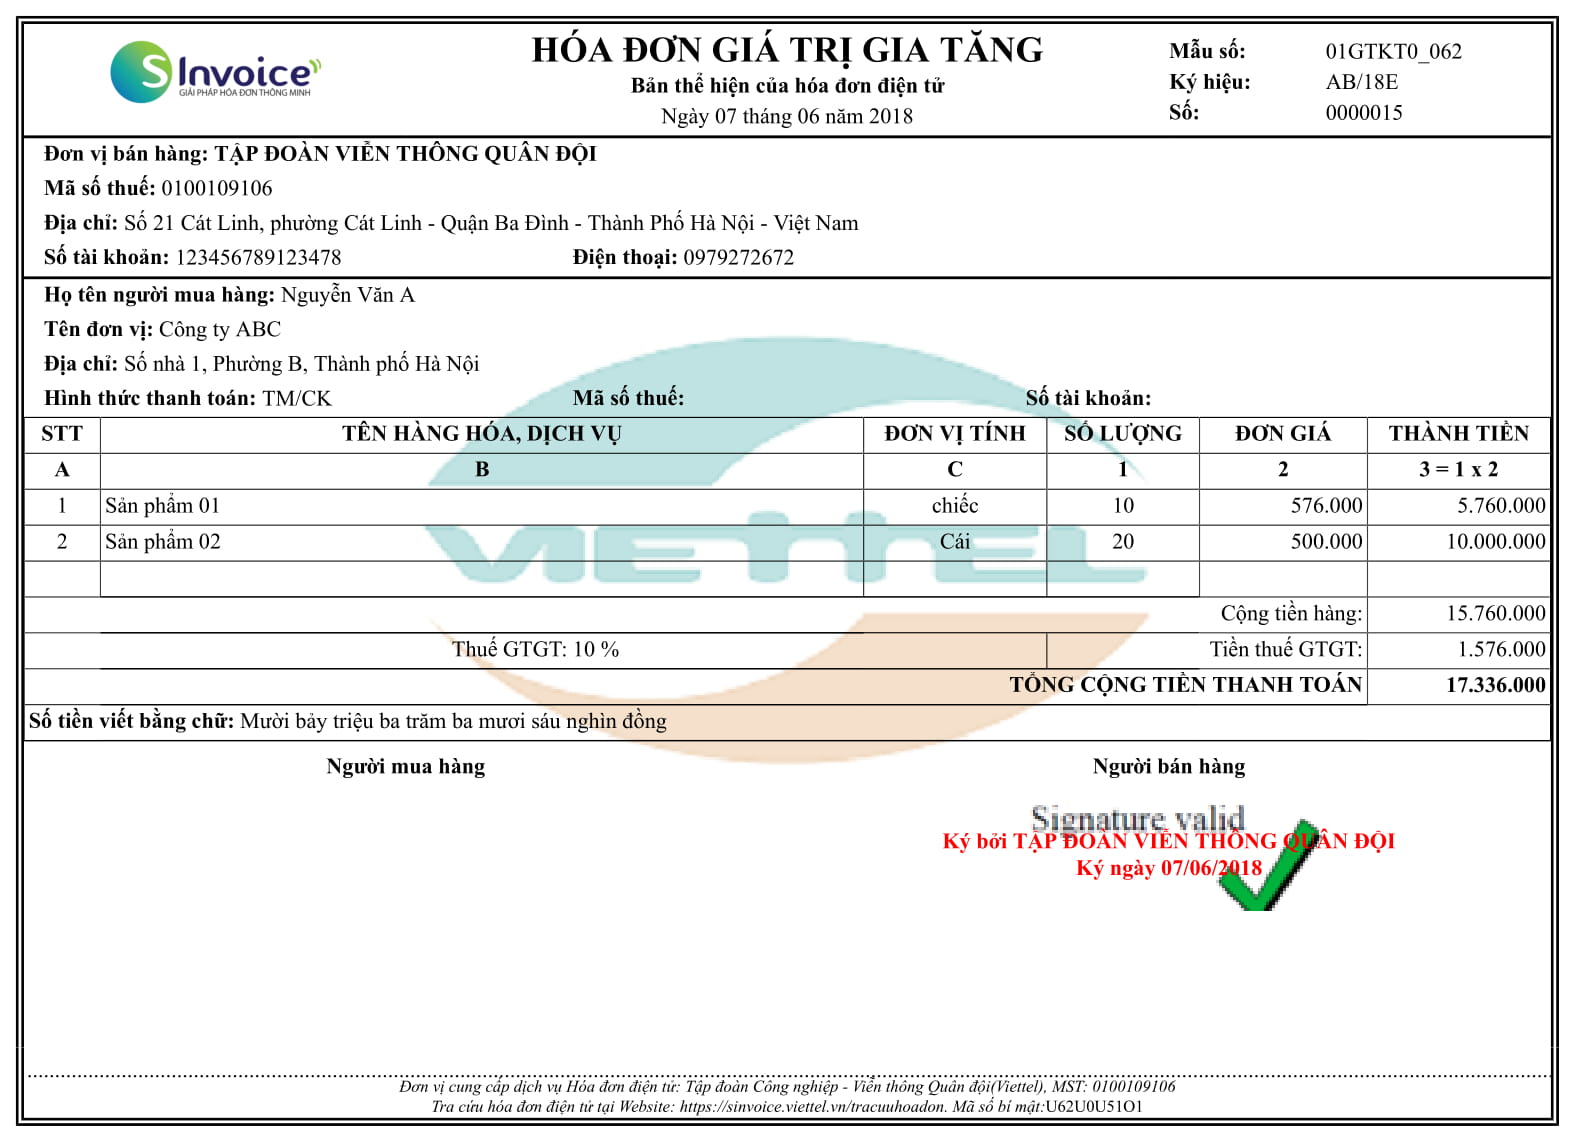 S Invoice
GIẢI PHÁP HÓA ĐƠN THÔNG MINH
HÓA ĐƠN GIÁ TRỊ GIA TĂNG
Bản thể hiện của hóa đơn điện tử
Ngày 07 tháng 06 năm 2018
Mẫu số: 01GTKT0_062
Ký hiệu: AB/18E
Số: 0000015
Đơn vị bán hàng: TẬP ĐOÀN VIỄN THÔNG QUÂN ĐỘI
Mã số thuế: 0100109106
Địa chỉ: Số 21 Cát Linh, phường Cát Linh - Quận Ba Đình - Thành Phố Hà Nội - Việt Nam
Số tài khoản: 123456789123478 Điện thoại: 0979272672
Họ tên người mua hàng: Nguyễn Văn A
Tên đơn vị: Công ty ABC
Địa chỉ: Số nhà 1, Phường B, Thành phố Hà Nội
Hình thức thanh toán: TM/CK Mã số thuế: Số tài khoản:
STT TÊN HÀNG HÓA, DỊCH VỤ ĐƠN VỊ TÍNH SỐ LƯỢNG ĐƠN GIÁ THÀNH TIỀN
A B C 1 2 3 = 1 x 2
1 Sản phẩm 01 chiếc 10 576.000 5.760.000
2 Sản phẩm 02 Cái 20 500.000 10.000.000
VIETTEL
Cộng tiền hàng: 15.760.000
Thuế GTGT: 10 % Tiền thuế GTGT: 1.576.000
TỔNG CỘNG TIỀN THANH TOÁN 17.336.000
Số tiền viết bằng chữ: Mười bảy triệu ba trăm ba mươi sáu nghìn đồng
Người mua hàng Người bán hàng
Signature valid
Ký bởi TẬP ĐOÀN VIỄN THÔNG QUÂN ĐỘI
Ký ngày 07/06/2018
Đơn vị cung cấp dịch vụ Hóa đơn điện tử: Tập đoàn Công nghiệp - Viễn thông Quân đội(Viettel), MST: 0100109106
Tra cứu hóa đơn điện tử tại Website: https://sinvoice.viettel.vn/tracuuhoadon. Mã số bí mật:U62U0U51O1